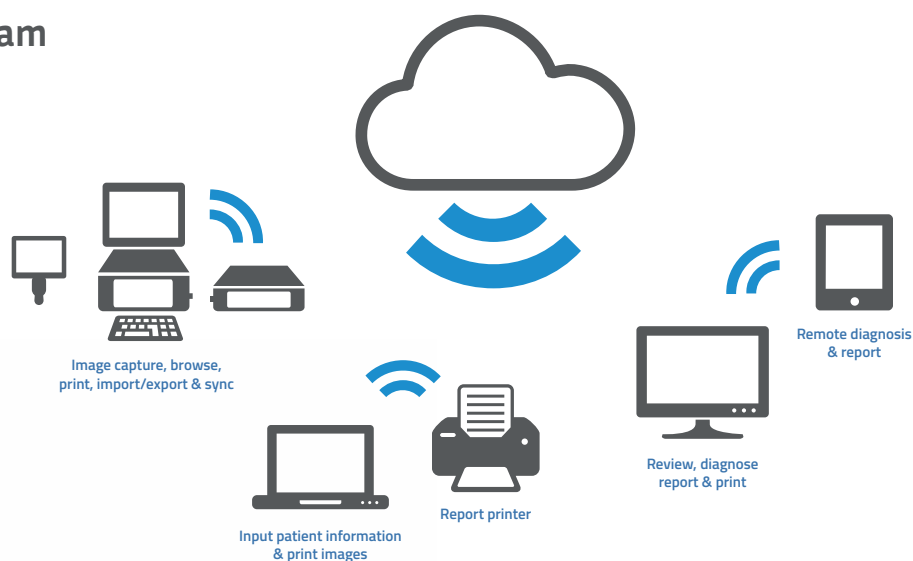 am
Image capture, browse,
print, import/export & sync
Input patient information
& print images
Report printer
Review, diagnose
report & print
Remote diagnosis
& report